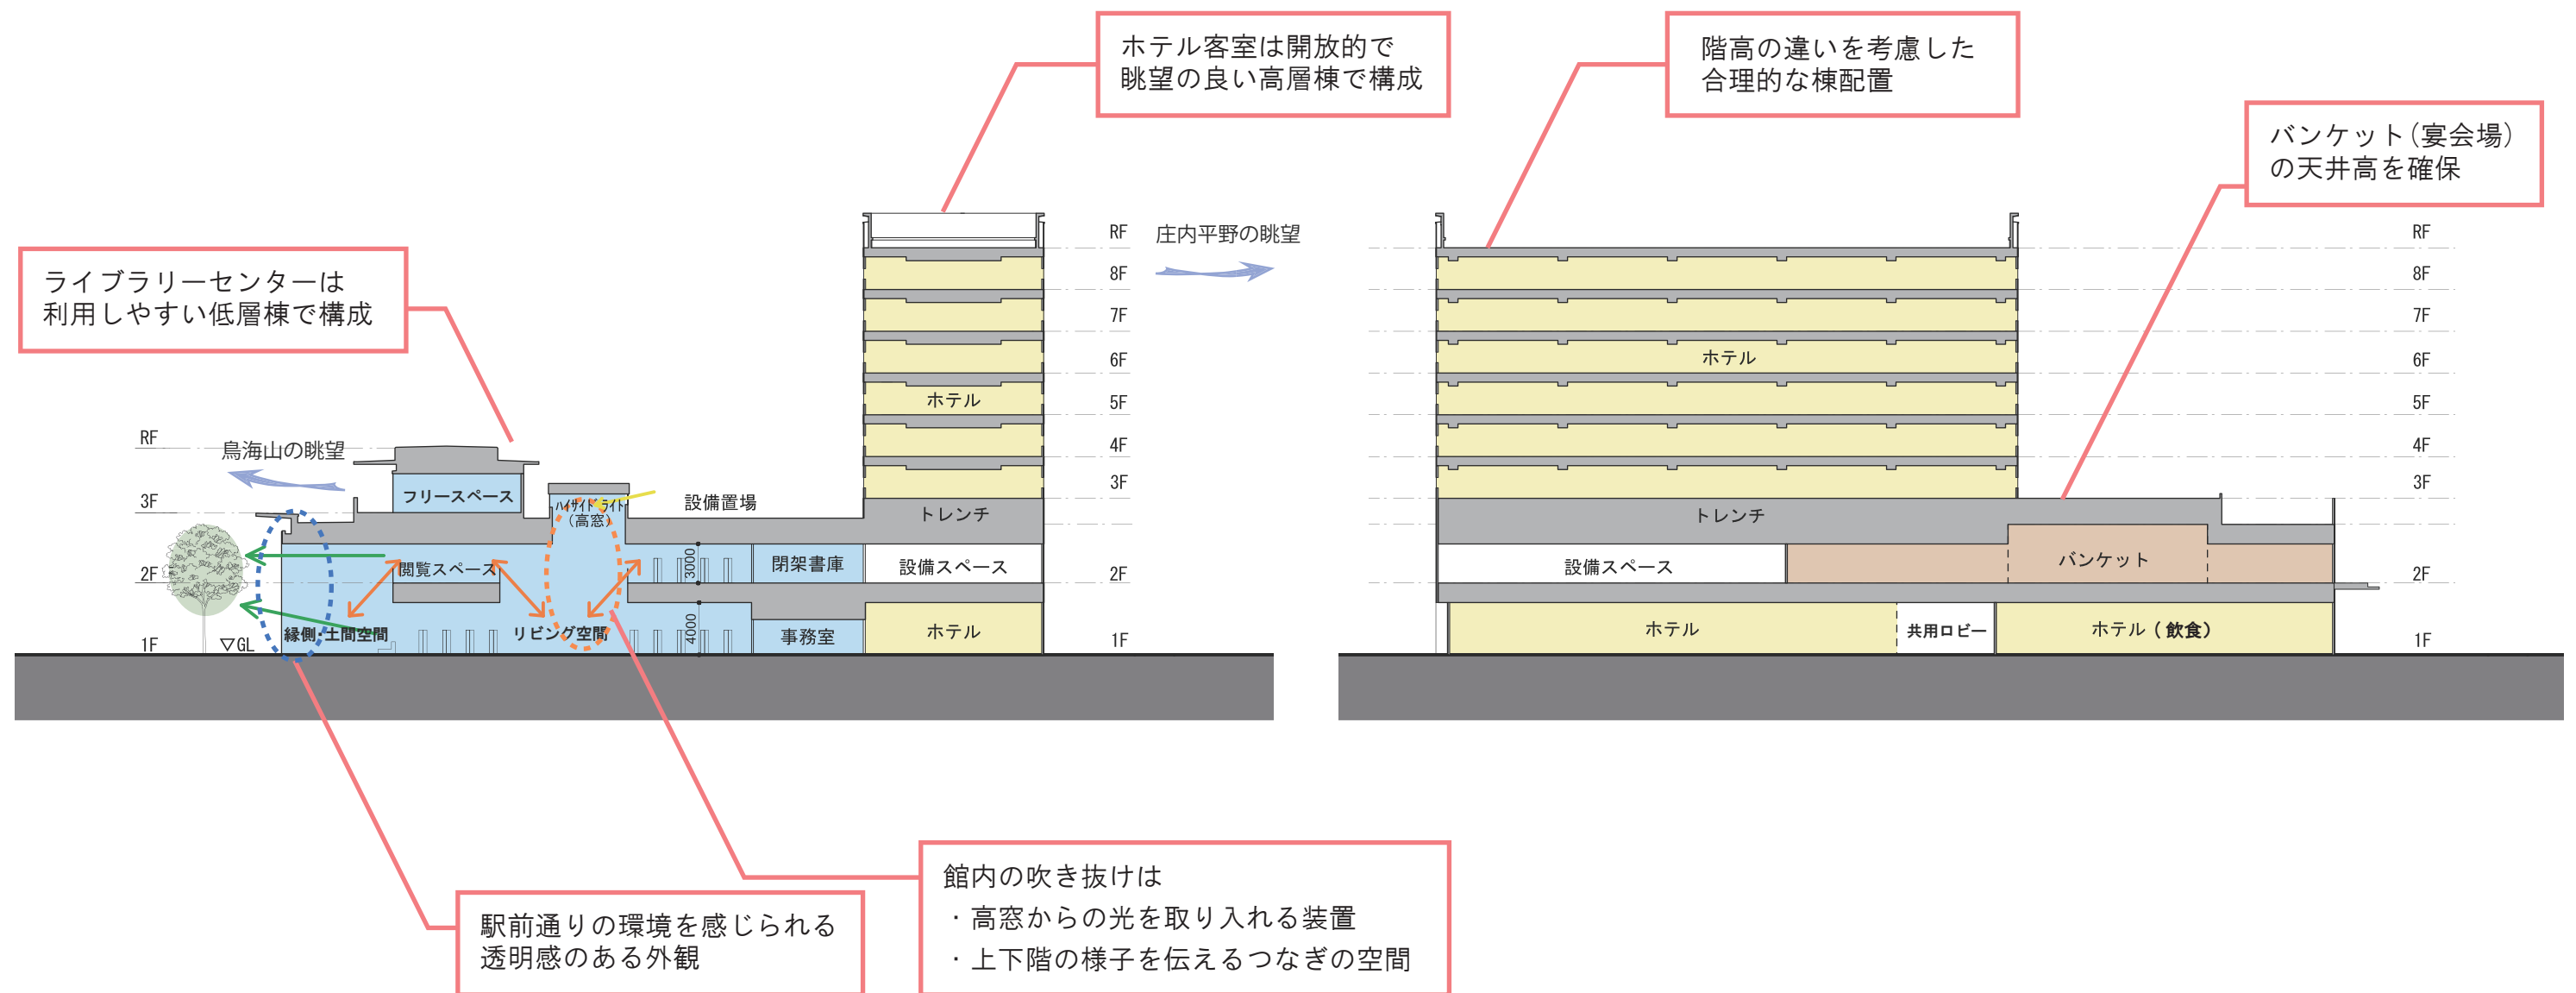 ホテル客室は開放的で
眺望の良い高層棟で構成
階高の違いを考慮した
合理的な棟配置
バンケット(宴会場)
の天井高を確保
ライブラリーセンターは
利用しやすい低層棟で構成
RF
8F
7F
6F
5F
4F
3F
2F
1F
庄内平野の眺望
ホテル
トレンチ
設備スペース
ホテル
RF
3F
2F
1F
▽GL
鳥海山の眺望
フリースペース
ハイサイドライト
(高窓)
設備置場
閲覧スペース
3000
閉架書庫
縁側・土間空間
リビング空間
4000
事務室
RF
8F
7F
6F
5F
4F
3F
2F
1F
ホテル
トレンチ
設備スペース
バンケット
ホテル
共用ロビー
ホテル(飲食)
駅前通りの環境を感じられる
透明感のある外観
館内の吹き抜けは
・高窓からの光を取り入れる装置
・上下階の様子を伝えるつなぎの空間